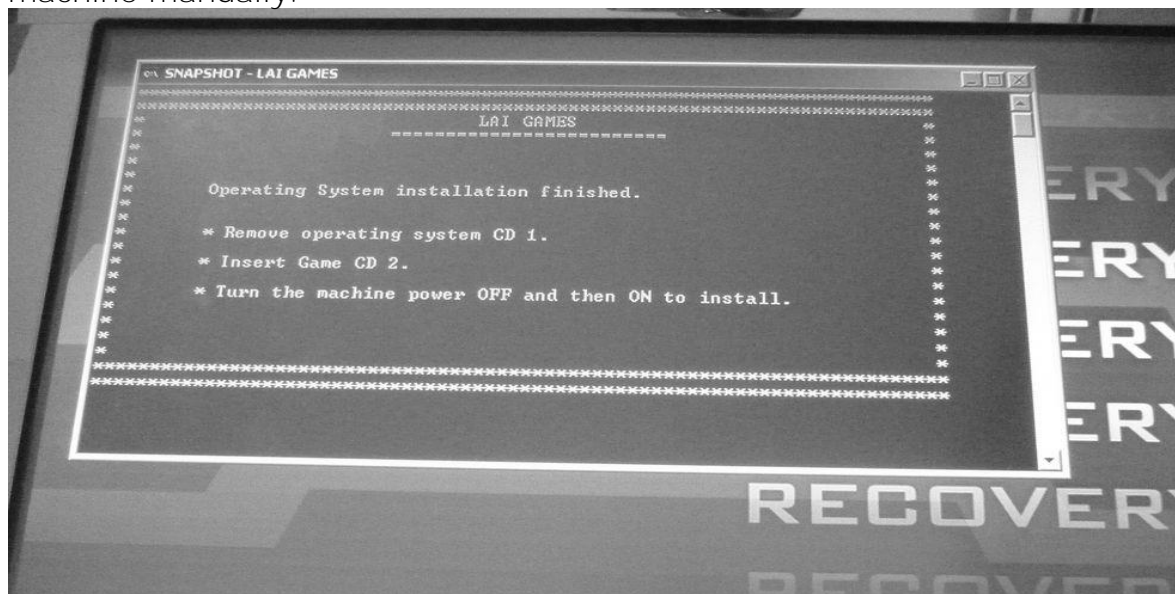 machine manually.
SNAPSHOT - LAI GAMES
LAI GAMES
Operating System installation finished.
* Remove operating system CD 1.
* Insert Game CD 2.
* Turn the machine power OFF and then ON to install.
ERY
ERY
ERY
ERY
RECOVERY